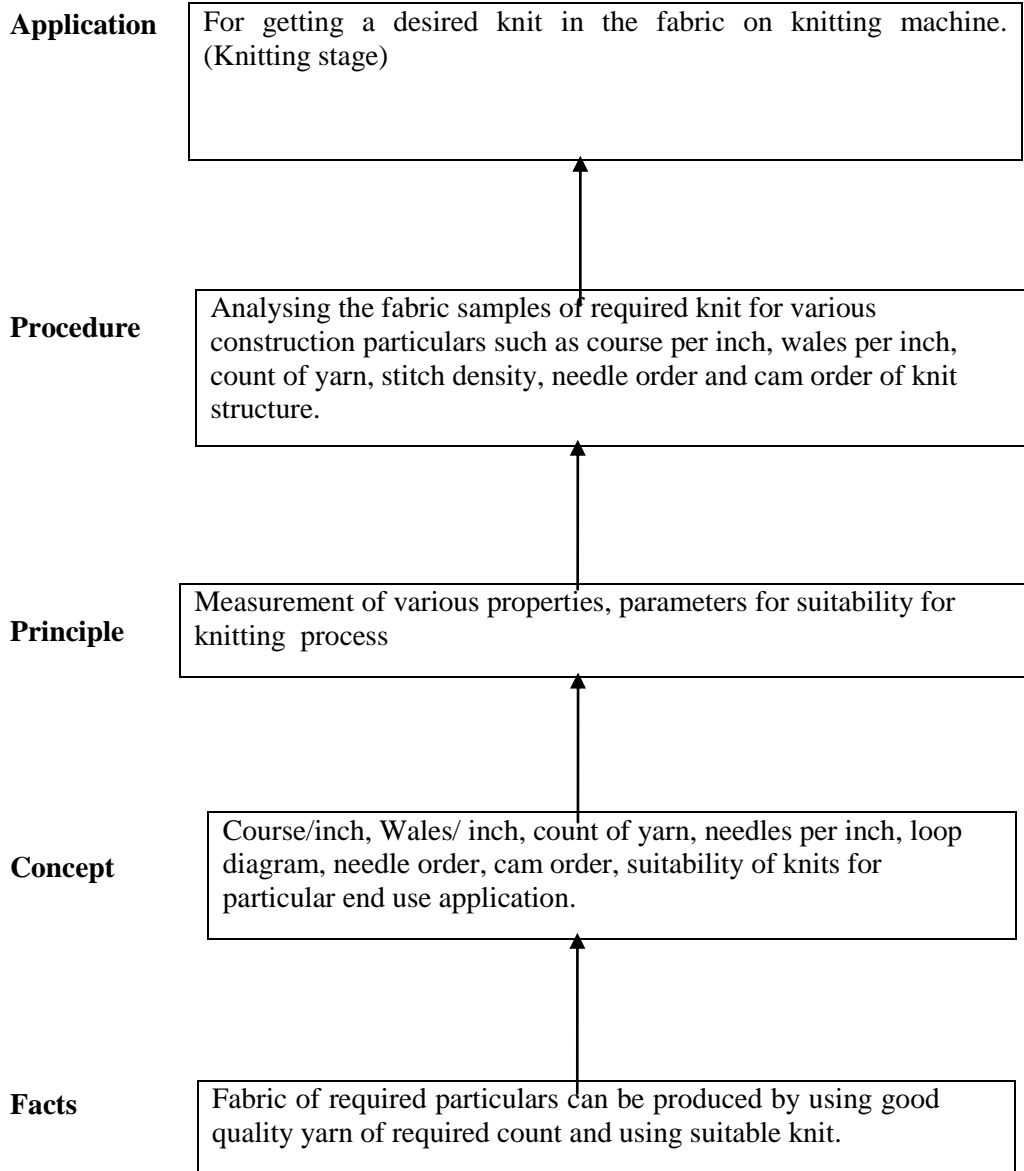 Application
For getting a desired knit in the fabric on knitting machine.
(Knitting stage)
Procedure
Analysing the fabric samples of required knit for various
construction particulars such as course per inch, wales per inch,
count of yarn, stitch density, needle order and cam order of knit
structure.
Principle
Measurement of various properties, parameters for suitability for
knitting process
Concept
Course/inch, Wales/ inch, count of yarn, needles per inch, loop
diagram, needle order, cam order, suitability of knits for
particular end use application.
Facts
Fabric of required particulars can be produced by using good
quality yarn of required count and using suitable knit.